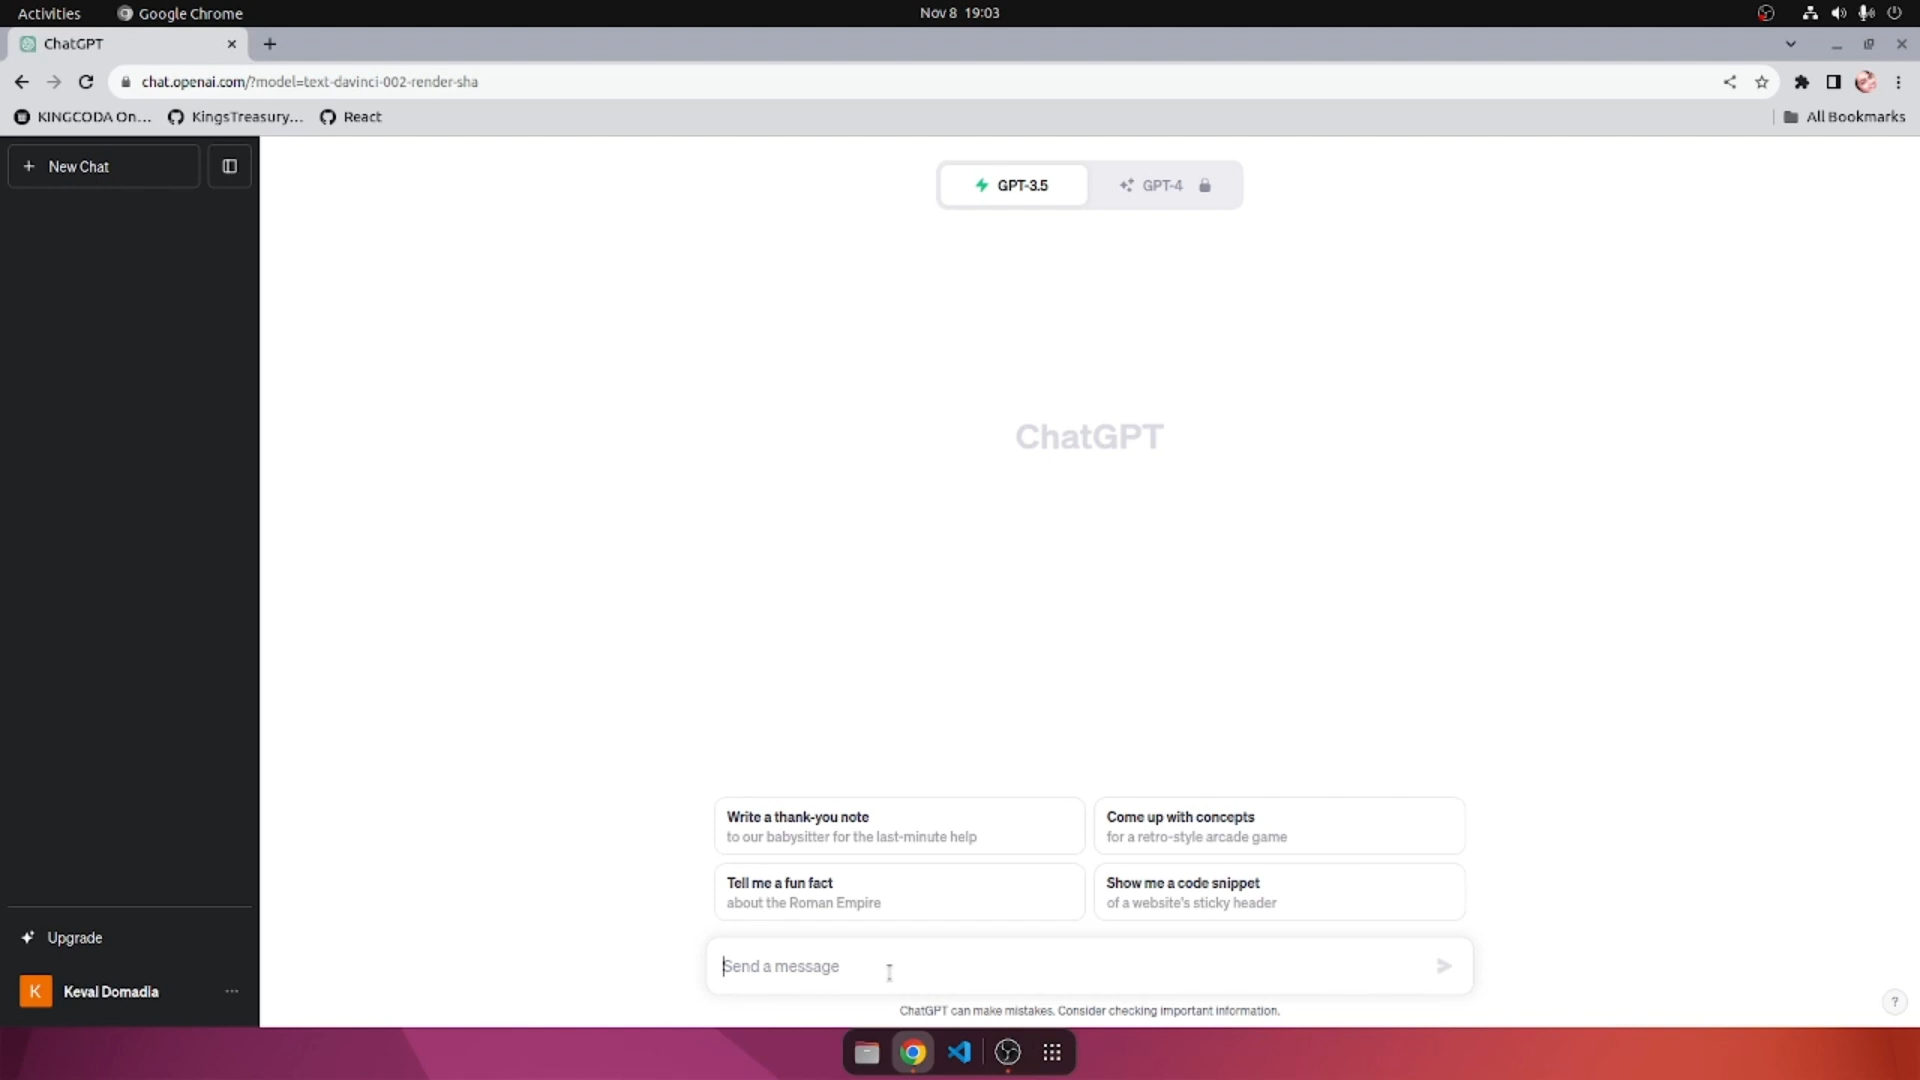 Activities
Google Chrome
Nov 8 19:03
ChatGPT
chat.openai.com/?model=text-davinci-002-render-sha
KINGCODA On...
KingsTreasury...
React
All Bookmarks
New Chat
GPT-3.5
GPT-4
ChatGPT
Write a thank-you note
to our babysitter for the last-minute help
Come up with concepts
for a retro-style arcade game
Tell me a fun fact
about the Roman Empire
Show me a code snippet
of a website's sticky header
Upgrade
Send a message
K
Keval Domadia
ChatGPT can make mistakes. Consider checking important information.
?